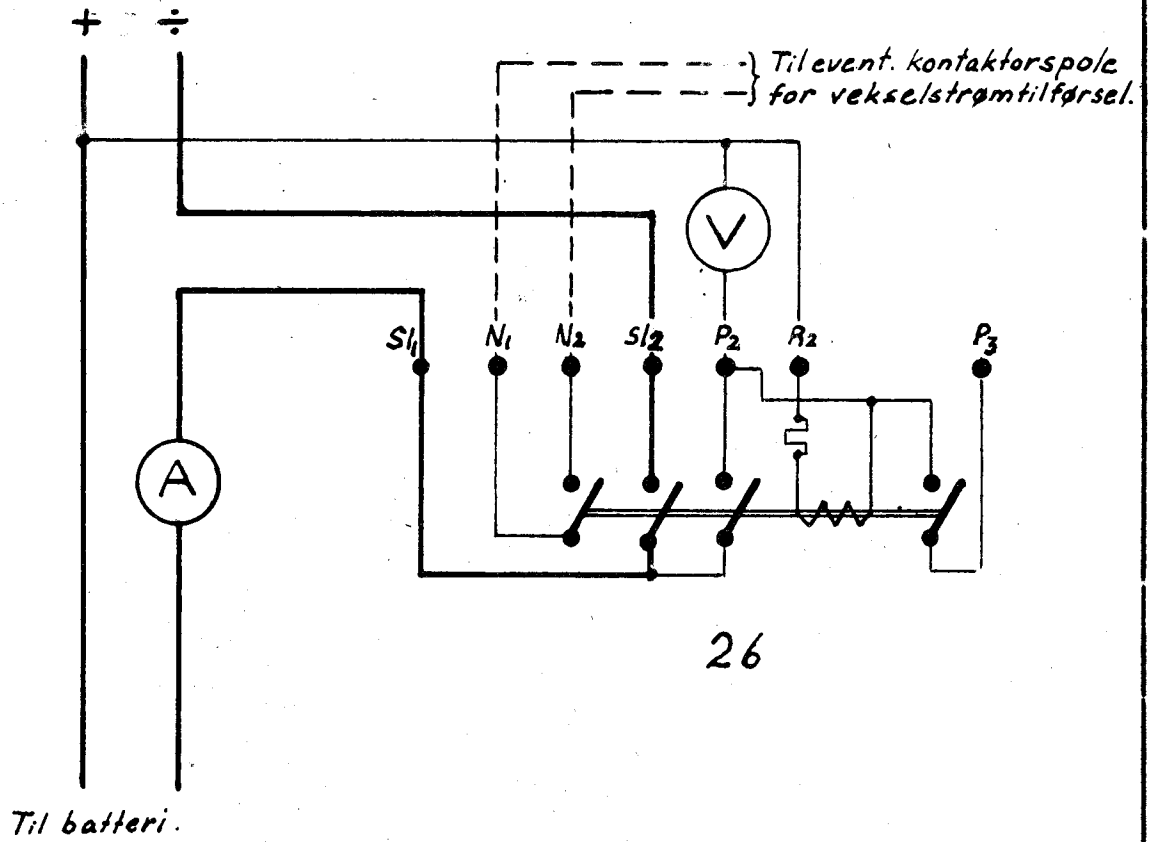 + ÷
Til event. kontaktorspole
for vekselstrømtilførsel.
V
Sl1 N1 N2 Sl2 P2 R2 P3
A
26
Til batteri.